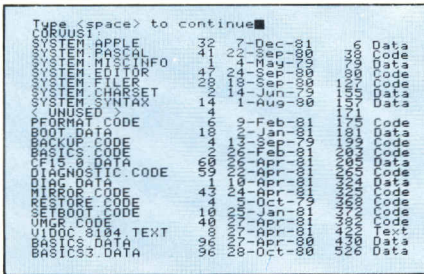 Type <space> to continue
CORVUS1:
SYSTEM.APPLE 32 7-Dec-81 6 Data
SYSTEM.PASCAL 41 22-Sep-80 38 Code
SYSTEM.MISCINFO 1 4-May-79 79 Data
SYSTEM.EDITOR 47 24-Sep-80 80 Code
SYSTEM.FILER 28 18-Sep-80 127 Code
SYSTEM.CHARSET 2 14-Jun-79 155 Data
SYSTEM.SYNTAX 14 1-Aug-80 157 Data
< UNUSED > 4 171
FORMAT.CODE 6 9-Feb-81 175 Code
BOOT.DATA 18 2-Jan-81 181 Data
BACKUP.CODE 4 13-Sep-79 199 Code
BASICS.CODE 2 26-Feb-81 203 Code
CF15.0.DATA 60 26-Apr-81 205 Data
DIAGNOSTIC.CODE 59 22-Apr-81 265 Code
DIAG.DATA 1 10-Apr-81 324 Data
MIRROR.CODE 43 24-Apr-81 325 Code
RESTORE.CODE 4 5-Oct-79 368 Code
SETBOOT.CODE 10 25-Jan-81 372 Code
VMGR.CODE 40 27-Apr-81 382 Code
VIDOC.8104.TEXT 8 27-Apr-81 422 Text
BASICS.DATA 96 27-Apr-80 430 Data
BASICS3.DATA 96 28-Oct-80 526 Data